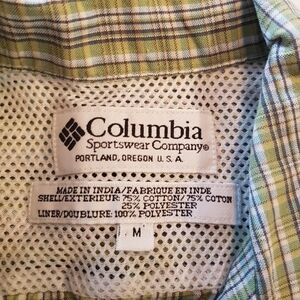 Columbia
Sportswear Company®
PORTLAND, OREGON U. S. A.
MADE IN INDIA/FABRIQUE EN INDE
SHELL/EXTERIEUR: 75% COTTON/75% COTON
25% POLYESTER
LINER/DOUBLURE: 100% POLYESTER
M